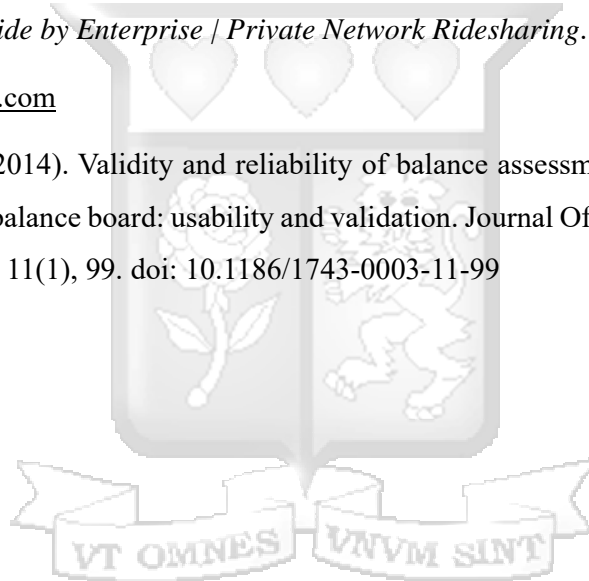 ide by Enterprise | Private Network Ridesharing.
.com
2014). Validity and reliability of balance assessm
balance board: usability and validation. Journal Of
11(1), 99. doi: 10.1186/1743-0003-11-99
VT OMNES VNVM SINT